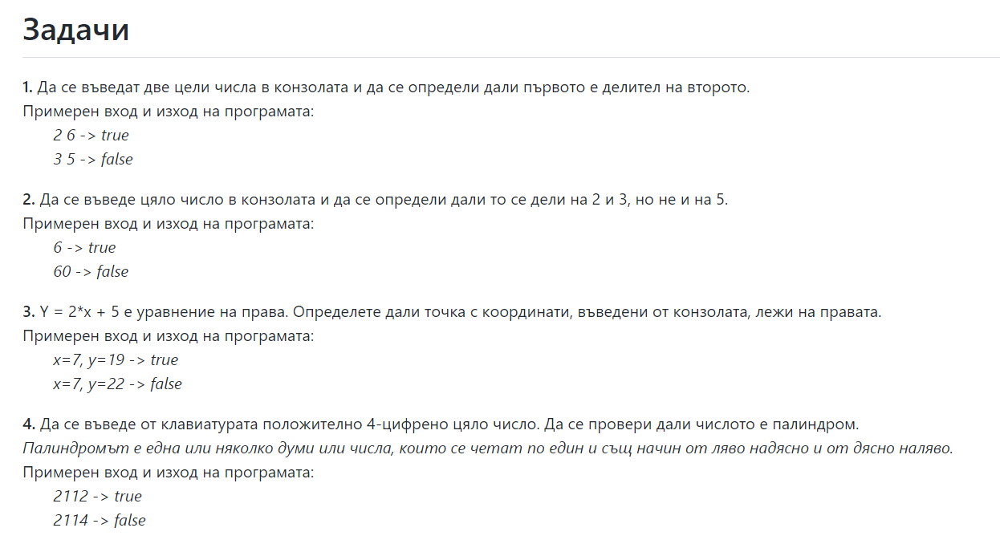 Задачи
1. Да се въведат две цели числа в конзолата и да се определи дали първото е делител на второто.
Примерен вход и изход на програмата:
2 6 -> true
3 5 -> false
2. Да се въведе цяло число в конзолата и да се определи дали то се дели на 2 и 3, но не и на 5.
Примерен вход и изход на програмата:
6 -> true
60 -> false
3. Y = 2*x + 5 е уравнение на права. Определете дали точка с координати, въведени от конзолата, лежи на правата.
Примерен вход и изход на програмата:
x=7, y=19 -> true
x=7, y=22 -> false
4. Да се въведе от клавиатурата положително 4-цифрено цяло число. Да се провери дали числото е палиндром.
Палиндромът е една или няколко думи или числа, които се четат по един и същ начин от ляво надясно и от дясно наляво.
Примерен вход и изход на програмата:
2112 -> true
2114 -> false